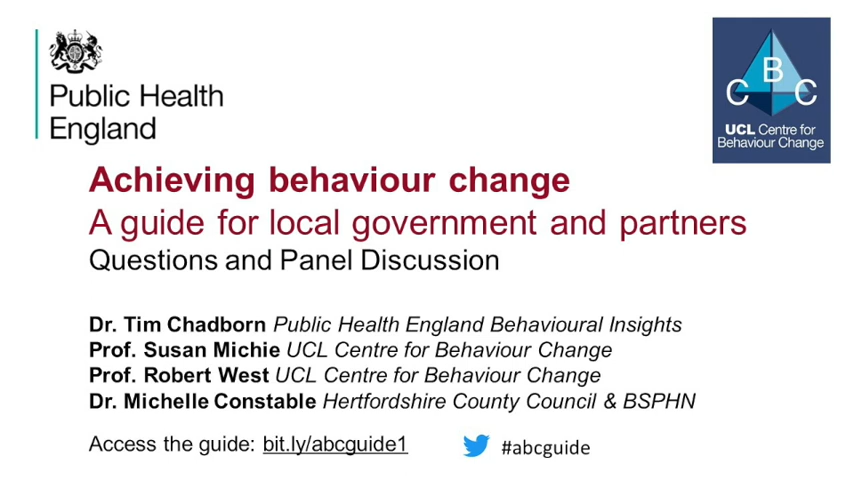 Public Health
England
C B C
UCL Centre for
Behaviour Change
Achieving behaviour change
A guide for local government and partners
Questions and Panel Discussion
Dr. Tim Chadborn Public Health England Behavioural Insights
Prof. Susan Michie UCL Centre for Behaviour Change
Prof. Robert West UCL Centre for Behaviour Change
Dr. Michelle Constable Hertfordshire County Council & BSPHN
Access the guide: bit.ly/abcguide1 #abcguide